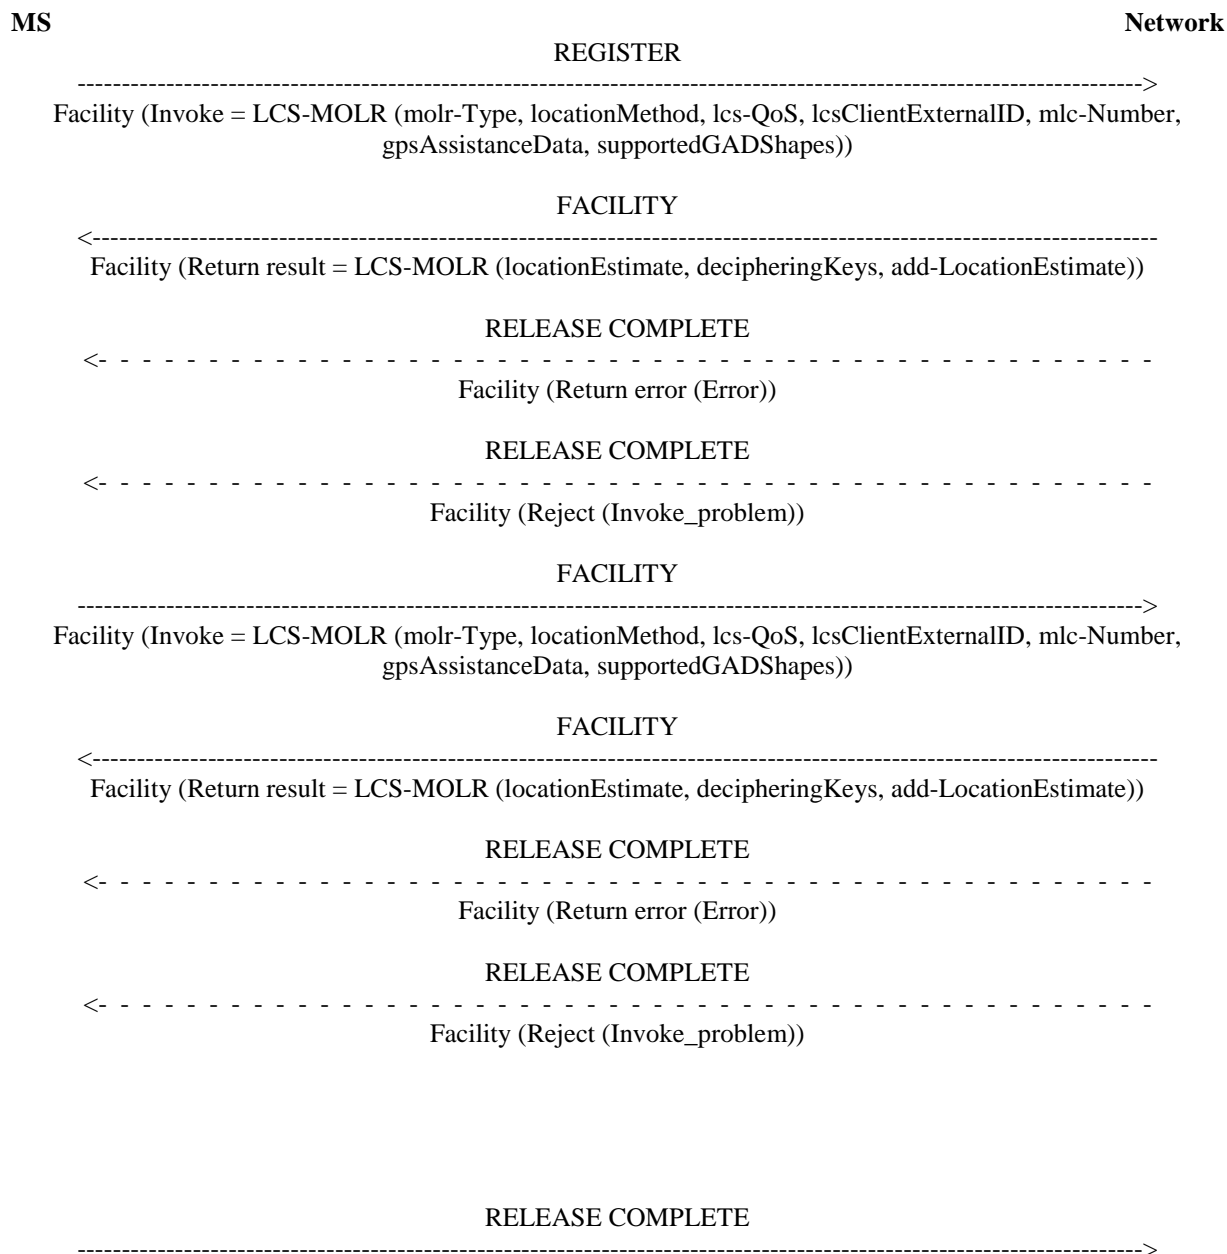 MS Network
REGISTER
------------------------------------------------------------------------------------------------------------------------>
Facility (Invoke = LCS-MOLR (molr-Type, locationMethod, lcs-QoS, lcsClientExternalID, mlc-Number,
gpsAssistanceData, supportedGADShapes))
FACILITY
<------------------------------------------------------------------------------------------------------------------------
Facility (Return result = LCS-MOLR (locationEstimate, decipheringKeys, add-LocationEstimate))
RELEASE COMPLETE
<- - - - - - - - - - - - - - - - - - - - - - - - - - - - - - - - - - - - - - - - - - - - - - - - - - - - - - - -
Facility (Return error (Error))
RELEASE COMPLETE
<- - - - - - - - - - - - - - - - - - - - - - - - - - - - - - - - - - - - - - - - - - - - - - - - - - - - - - - -
Facility (Reject (Invoke_problem))
FACILITY
------------------------------------------------------------------------------------------------------------------------>
Facility (Invoke = LCS-MOLR (molr-Type, locationMethod, lcs-QoS, lcsClientExternalID, mlc-Number,
gpsAssistanceData, supportedGADShapes))
FACILITY
<------------------------------------------------------------------------------------------------------------------------
Facility (Return result = LCS-MOLR (locationEstimate, decipheringKeys, add-LocationEstimate))
RELEASE COMPLETE
<- - - - - - - - - - - - - - - - - - - - - - - - - - - - - - - - - - - - - - - - - - - - - - - - - - - - - - - -
Facility (Return error (Error))
RELEASE COMPLETE
<- - - - - - - - - - - - - - - - - - - - - - - - - - - - - - - - - - - - - - - - - - - - - - - - - - - - - - - -
Facility (Reject (Invoke_problem))
RELEASE COMPLETE
------------------------------------------------------------------------------------------------------------------------>